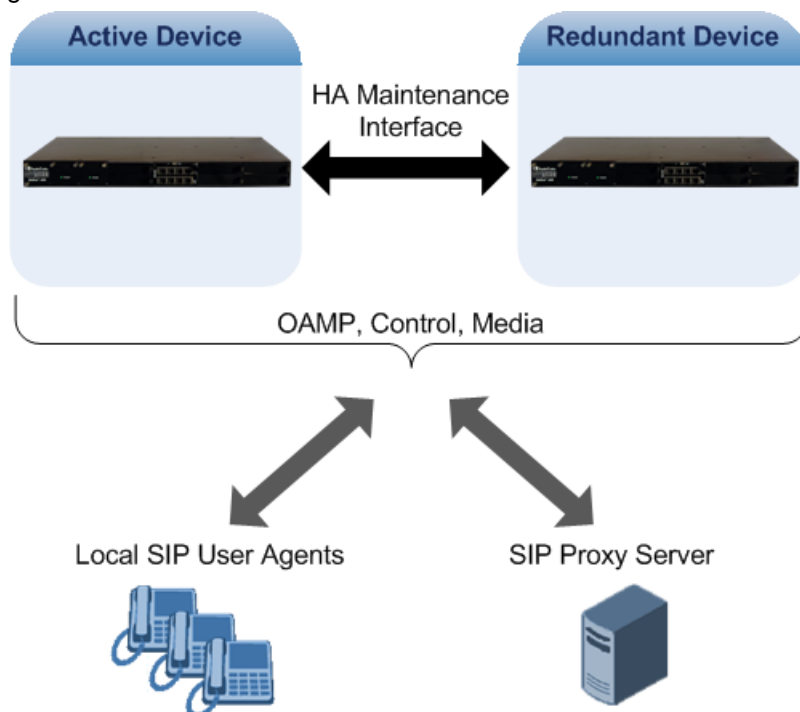 Active Device
Redundant Device
HA Maintenance
Interface
OAMP, Control, Media
Local SIP User Agents
SIP Proxy Server